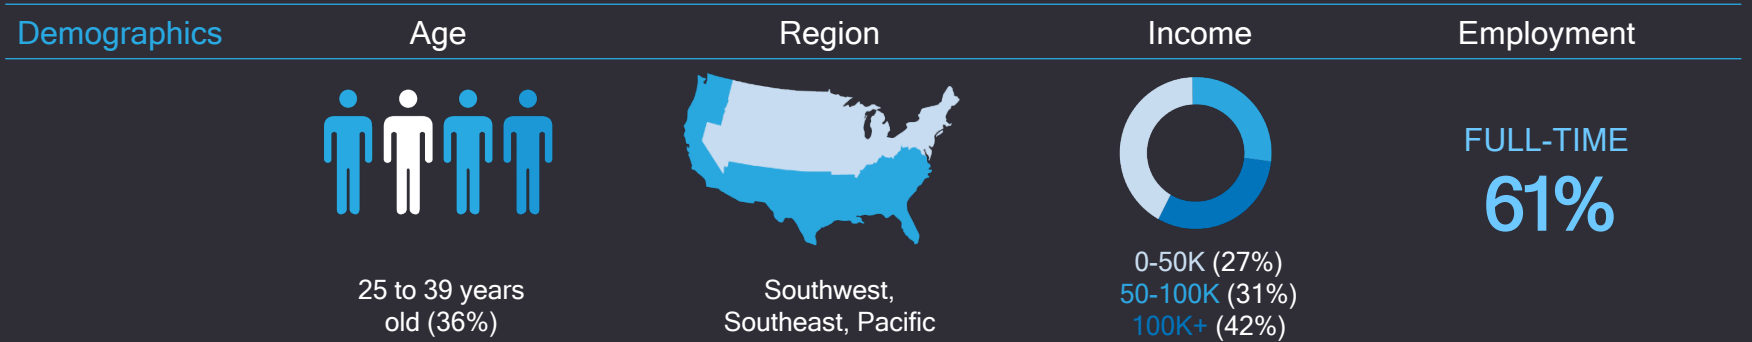 Demographics Age Region Income Employment
25 to 39 years
old (36%)
Southwest,
Southeast, Pacific
0-50K (27%)
50-100K (31%)
100K+ (42%)
FULL-TIME
61%